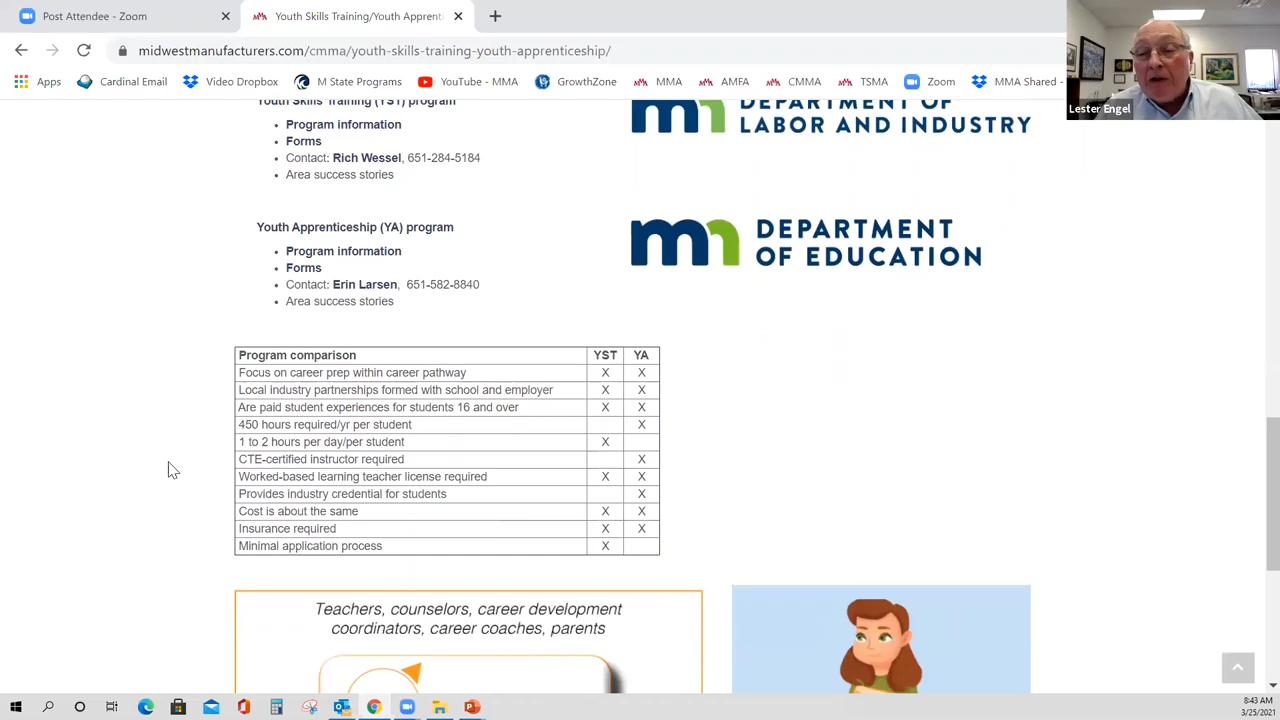 Post Attendee - Zoom
Youth Skills Training/Youth Apprenti
midwestmanufacturers.com/cmma/youth-skills-training-youth-apprenticeship/
Apps Cardinal Email Video Dropbox M State Programs YouTube - MMA GrowthZone MMA AMFA CMMA TSMA Zoom MMA Shared -
Lester Engel
Youth Skills Training (YST) program
Program information
Forms
Contact: Rich Wessel, 651-284-5184
Area success stories
DEPARTMENT OF
LABOR AND INDUSTRY
Youth Apprenticeship (YA) program
Program information
Forms
Contact: Erin Larsen, 651-582-8840
Area success stories
mn DEPARTMENT
OF EDUCATION
Program comparison YST YA
Focus on career prep within career pathway X X
Local industry partnerships formed with school and employer X X
Are paid student experiences for students 16 and over X X
450 hours required/yr per student X
1 to 2 hours per day/per student X
CTE-certified instructor required X
Worked-based learning teacher license required X X
Provides industry credential for students X
Cost is about the same X X
Insurance required X X
Minimal application process X
Teachers, counselors, career development
coordinators, career coaches, parents
8:43 AM
3/25/2021